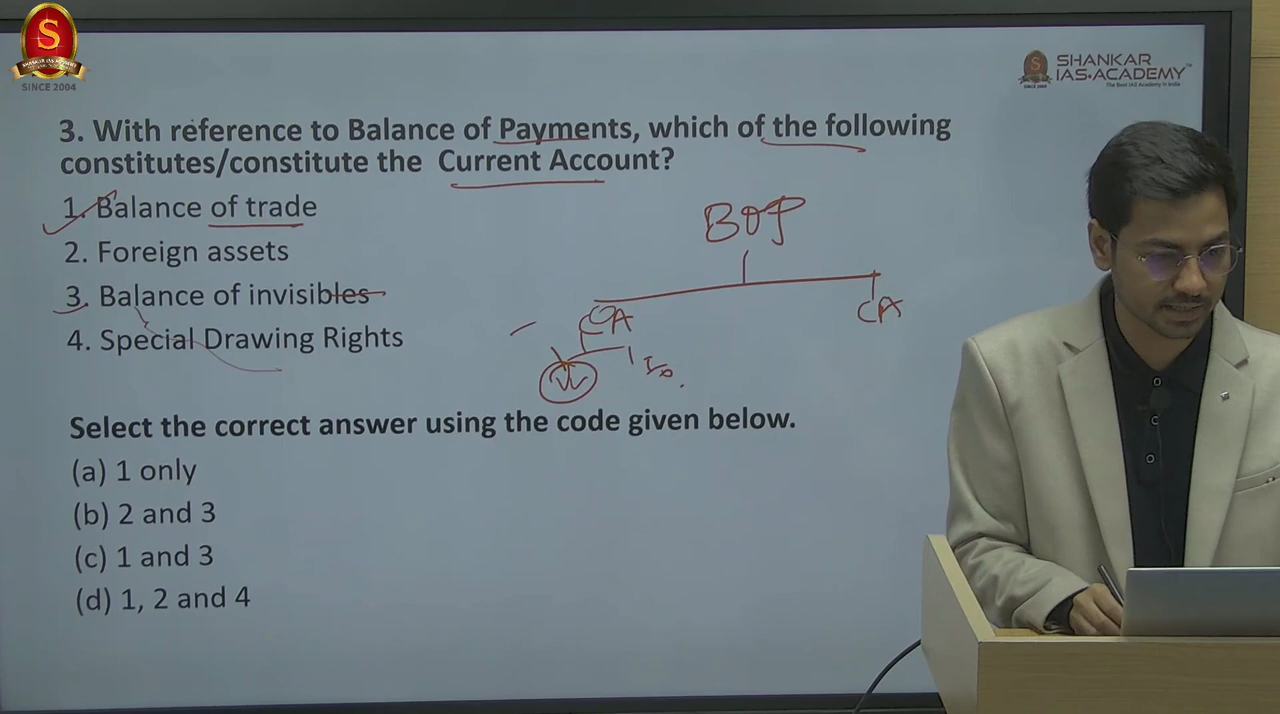 S
SHANKAR IAS ACADEMY
SINCE 2004
SHANKAR
IAS ACADEMY™
The Best IAS Academy in India
3. With reference to Balance of Payments, which of the following
constitutes/constitute the Current Account?
1. Balance of trade
2. Foreign assets
3. Balance of invisibles
4. Special Drawing Rights
BOP
CA
CA
Select the correct answer using the code given below.
(a) 1 only
(b) 2 and 3
(c) 1 and 3
(d) 1, 2 and 4